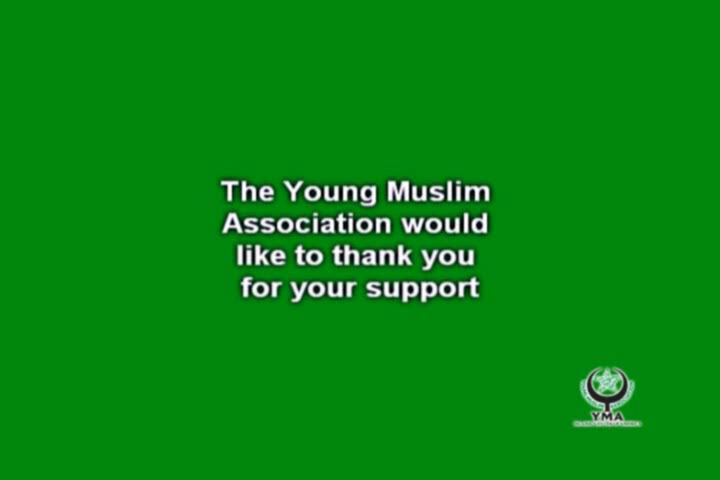 The Young Muslim
Association would
like to thank you
for your support
YMA